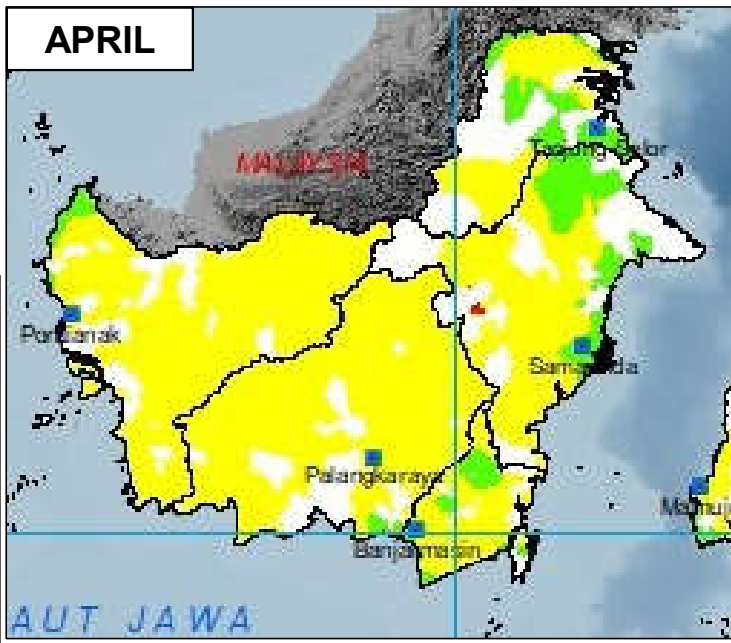 APRIL
MALAYSIA
Tanjung Selor
Pontianak
Samarinda
Palangkaraya
Banjarmasin
AUT JAWA